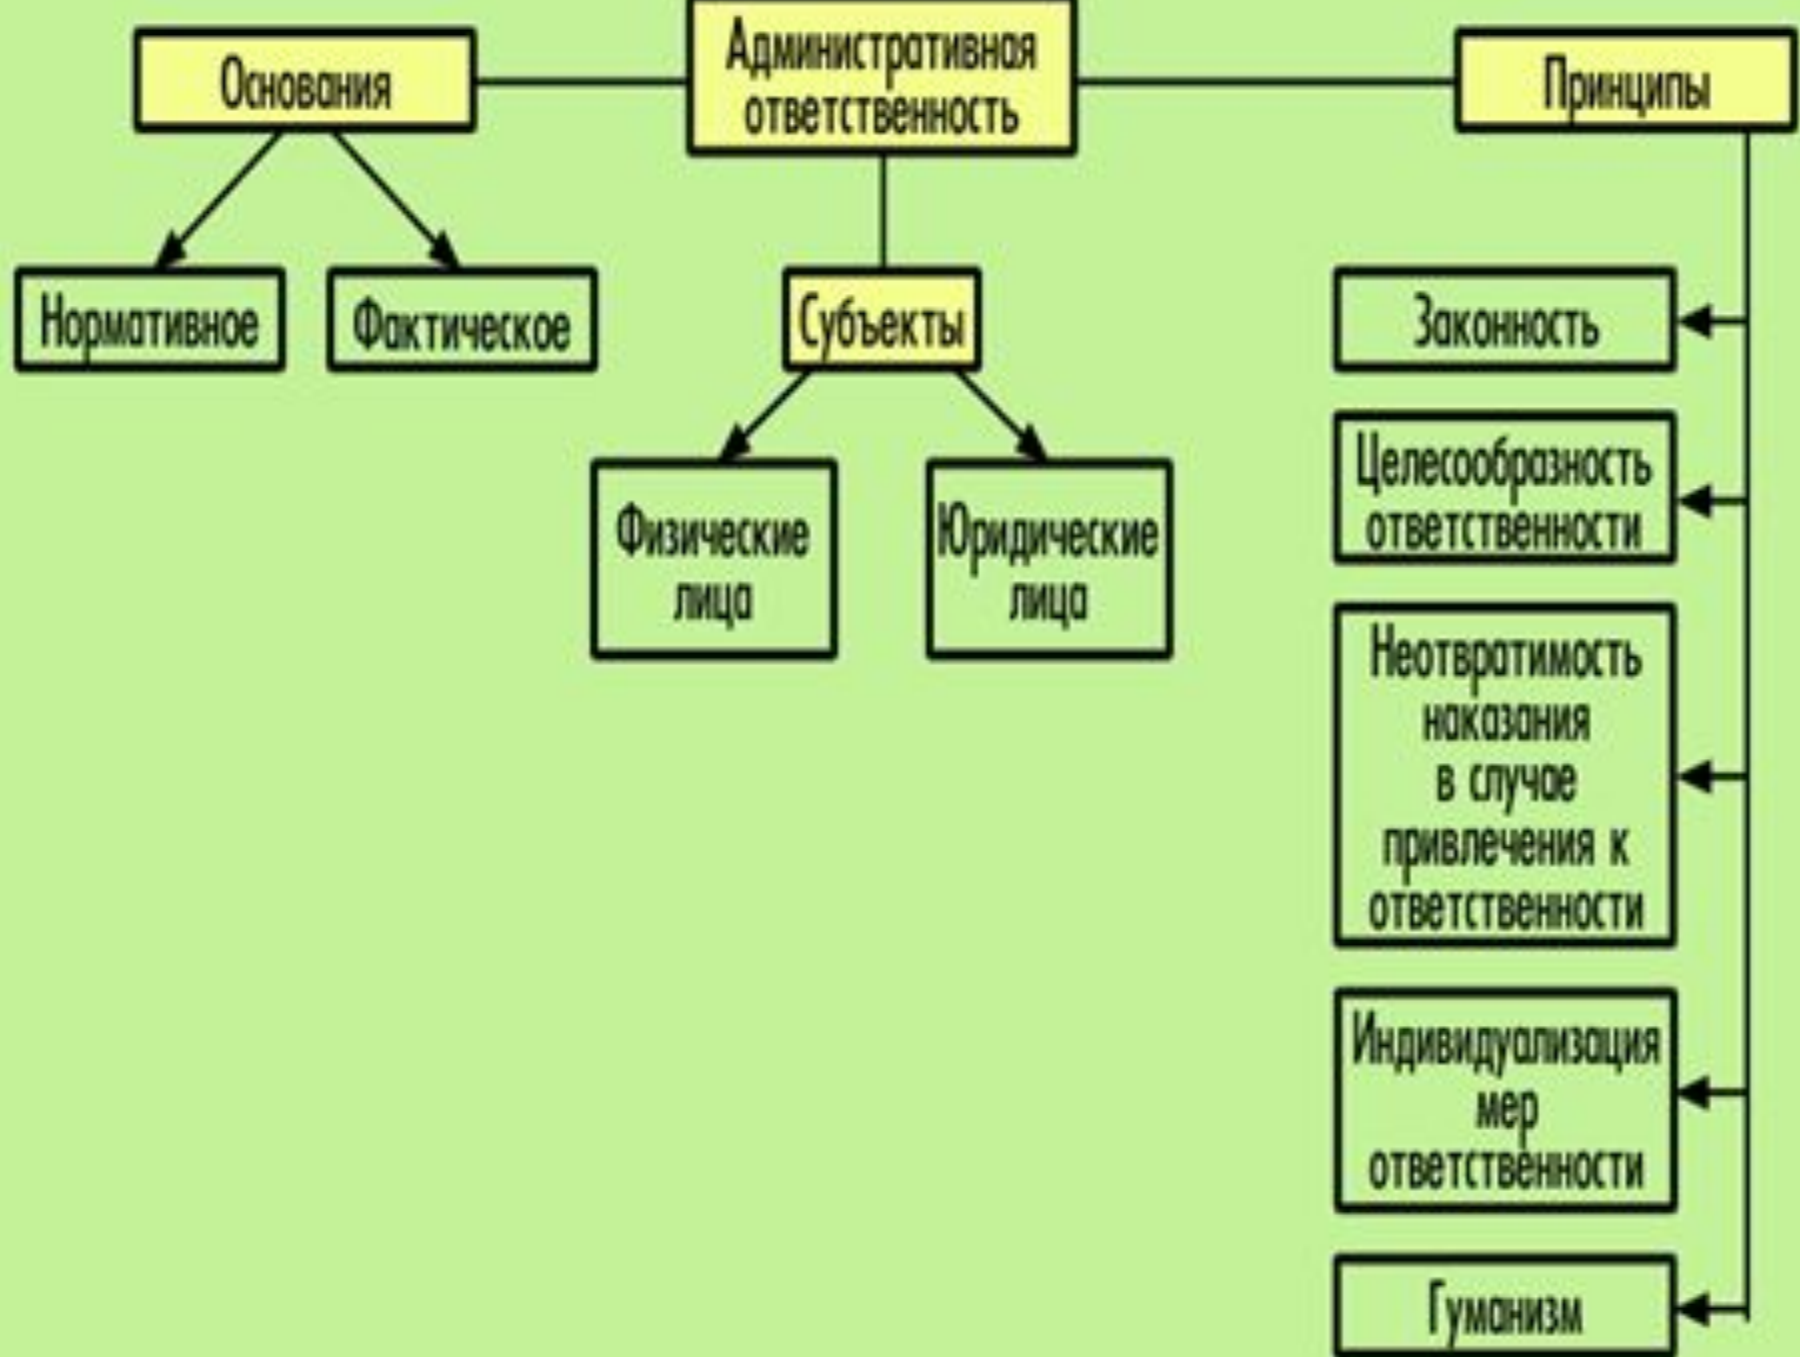 Административная
ответственность
Основания
Нормативное
Фактическое
Субъекты
Физические
лица
Юридические
лица
Принципы
Законность
Целесообразность
ответственности
Неотвратимость
наказания
в случае
привлечения к
ответственности
Индивидуализация
мер
ответственности
Гуманизм